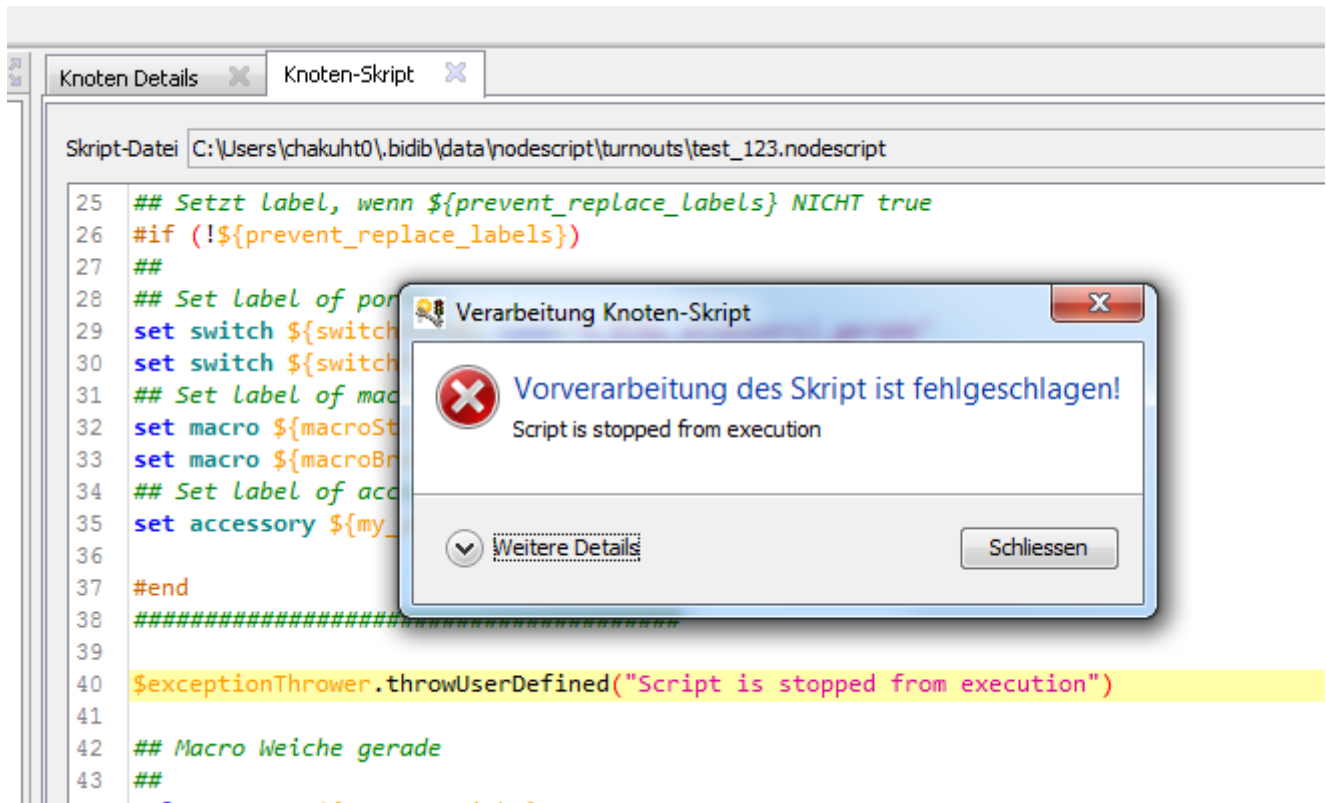 Knoten Details
Knoten-Skript
Skript-Datei C:\Users\chakuht0\.bidib\data\nodescript\turnouts\test_123.nodescript
25 ## Setzt label, wenn ${prevent_replace_labels} NICHT true
26 #if (!${prevent_replace_labels})
27 ##
28 ## Set label of por
29 set switch ${switch
30 set switch ${switch
31 ## Set label of mac
32 set macro ${macroSt
33 set macro ${macroBr
34 ## Set label of acc
35 set accessory ${my_
36
37 #end
38 #######################################
39
40 $exceptionThrower.throwUserDefined("Script is stopped from execution")
41
42 ## Macro Weiche gerade
43 ##
Verarbeitung Knoten-Skript
Vorverarbeitung des Skript ist fehlgeschlagen!
Script is stopped from execution
Weitere Details
Schliessen